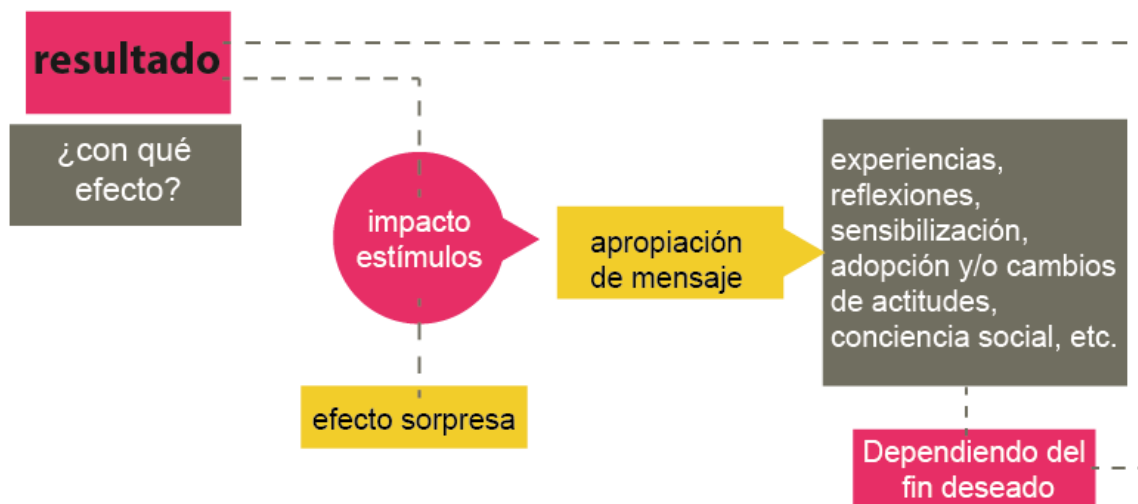 resultado
¿con qué
efecto?
impacto
estímulos
efecto sorpresa
apropiación
de mensaje
experiencias,
reflexiones,
sensibilización,
adopción y/o cambios
de actitudes,
conciencia social, etc.
Dependiendo del
fin deseado